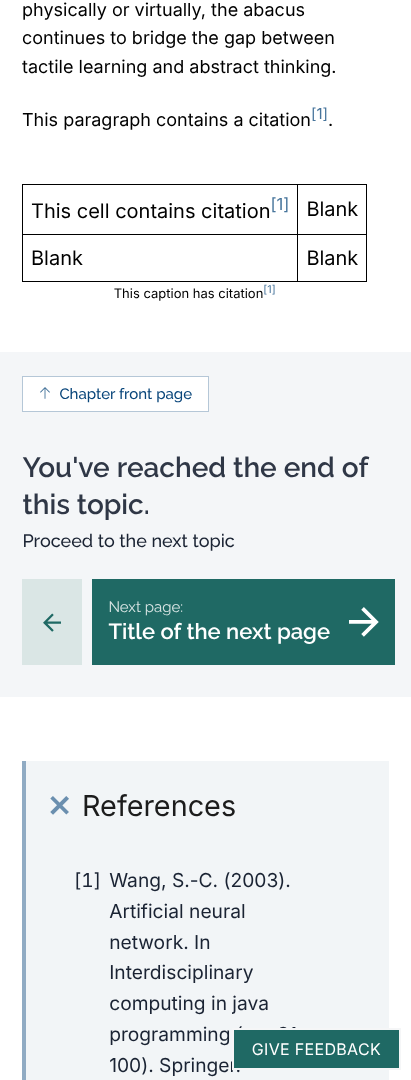 physically or virtually, the abacus
continues to bridge the gap between
tactile learning and abstract thinking.
This paragraph contains a citation[1].
This cell contains citation[1] Blank
Blank Blank
This caption has citation[1]
↑ Chapter front page
You've reached the end of
this topic.
Proceed to the next topic
Next page:
Title of the next page
References
[1] Wang, S.-C. (2003).
Artificial neural
network. In
Interdisciplinary
computing in java
programming
100). Springer.
GIVE FEEDBACK